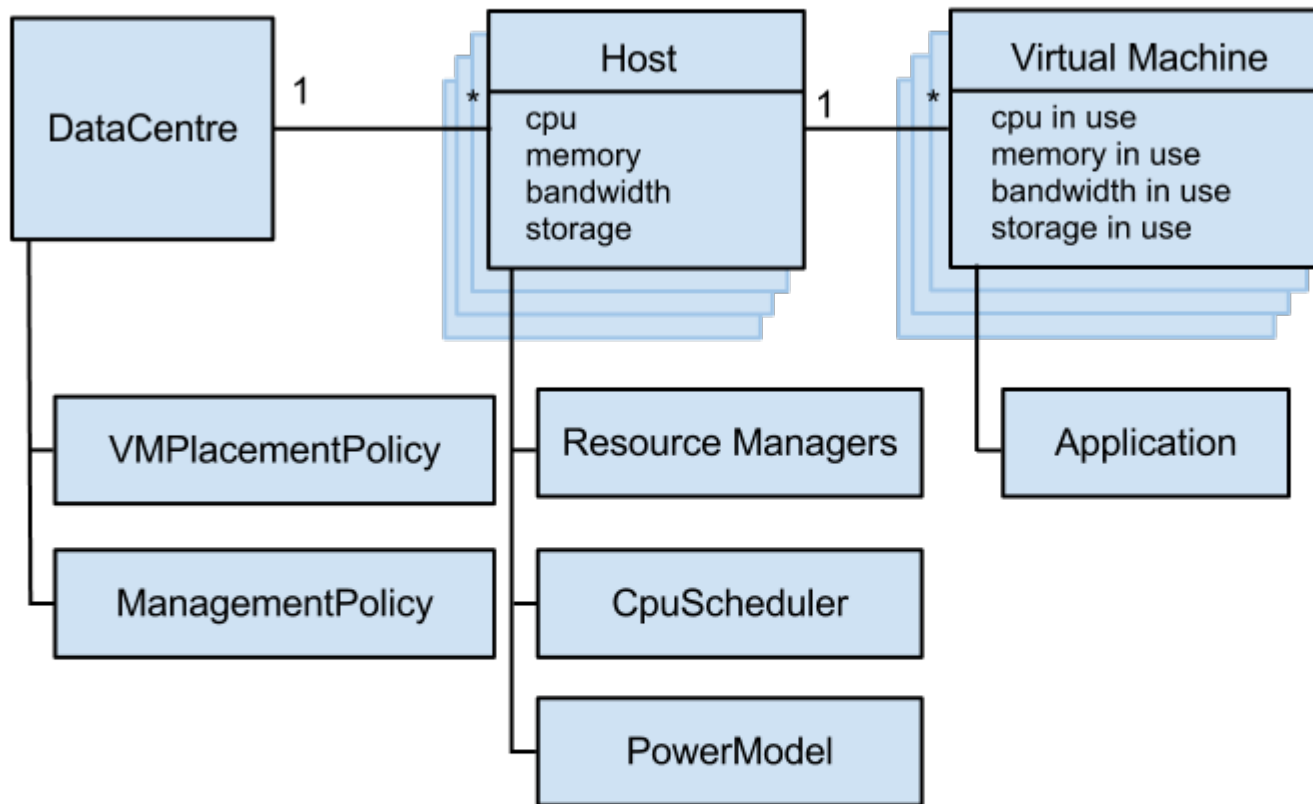 DataCentre
1
*
Host
cpu
memory
bandwidth
storage
1
*
Virtual Machine
cpu in use
memory in use
bandwidth in use
storage in use
VMPlacementPolicy
ManagementPolicy
Resource Managers
CpuScheduler
PowerModel
Application